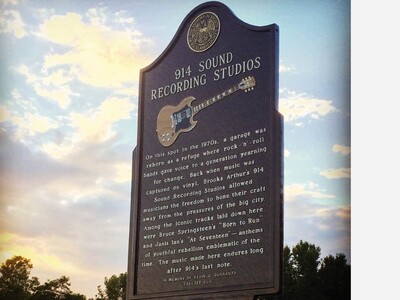 914 SOUND
RECORDING STUDIOS
On this spot in the 1970s, a garage was
reborn as a refuge where rock 'n' roll
bands gave voice to a generation yearning
for change. Back when music was
captured on vinyl, Brooks Arthur's 914
Sound Recording Studios allowed
musicians the freedom to hone their craft
away from the pressures of the big city.
Among the iconic tracks laid down here
were Bruce Springsteen's "Born to Run"
and Janis Ian's "At Seventeen" — anthems
of youthful rebellion emblematic of the
time. The music made here endures long
after 914's last note.
IN MEMORY OF